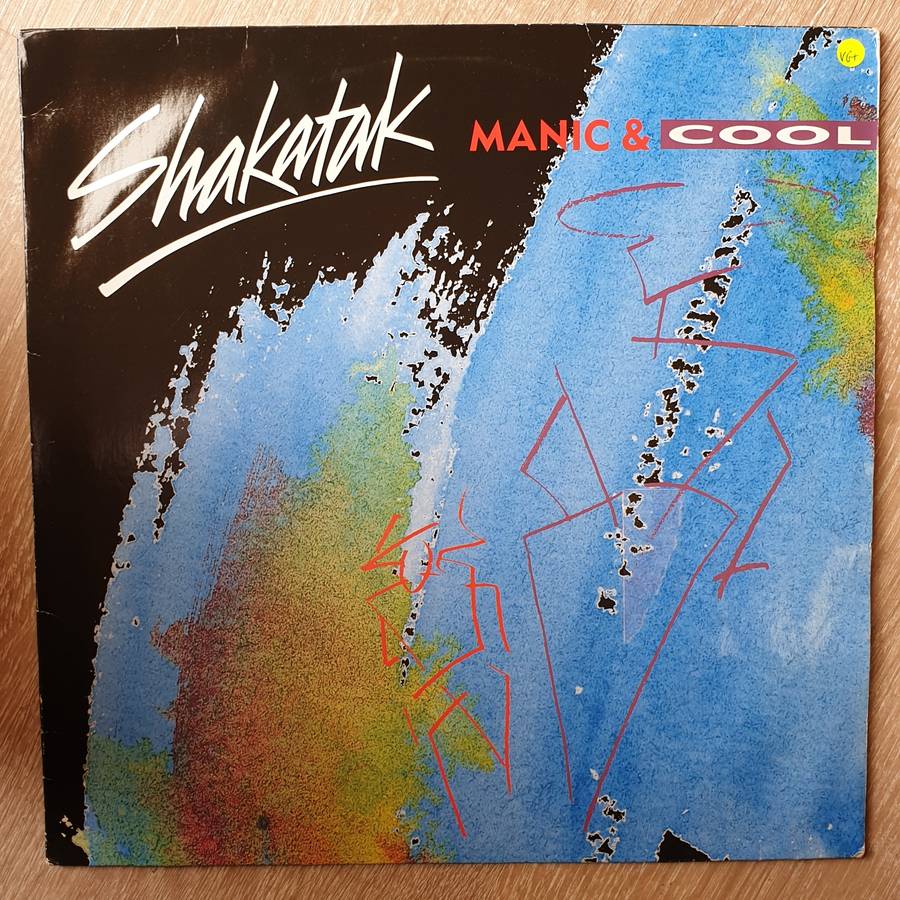 Shakatak
MANIC & COOL
VG+